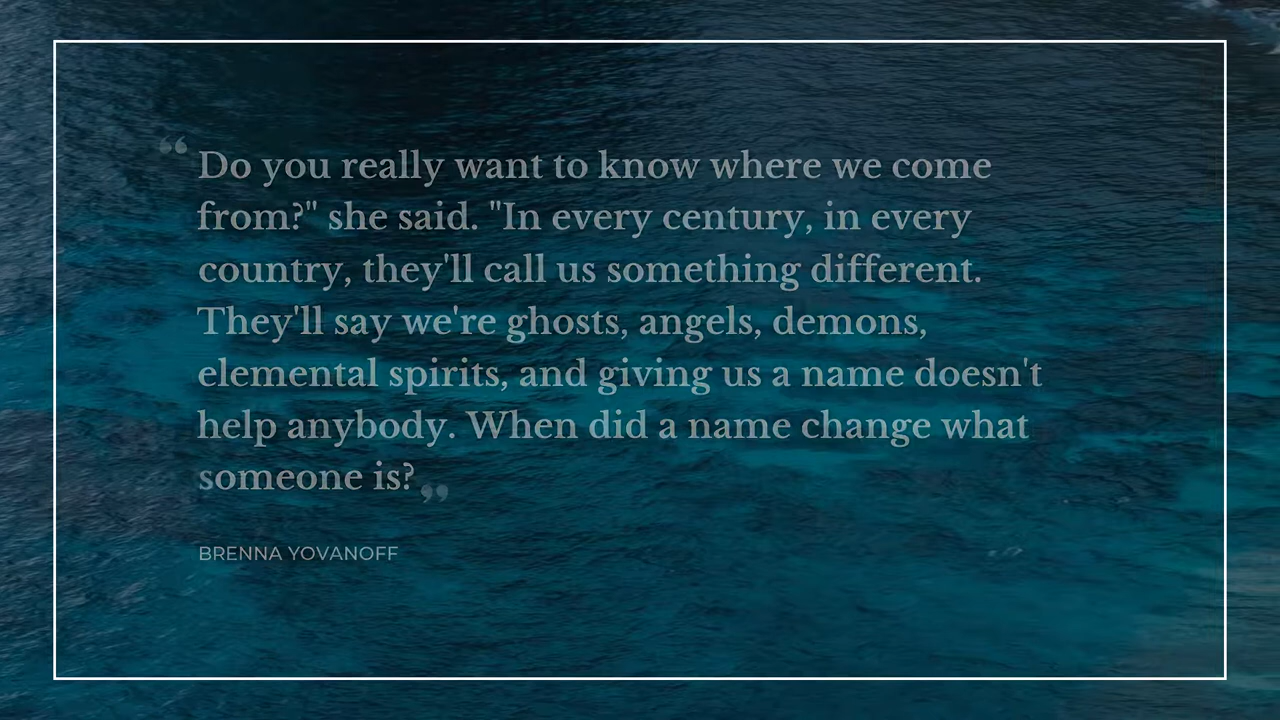 “Do you really want to know where we come
from?" she said. "In every century, in every
country, they'll call us something different.
They'll say we're ghosts, angels, demons,
elemental spirits, and giving us a name doesn't
help anybody. When did a name change what
someone is?”
BRENNA YOVANOFF